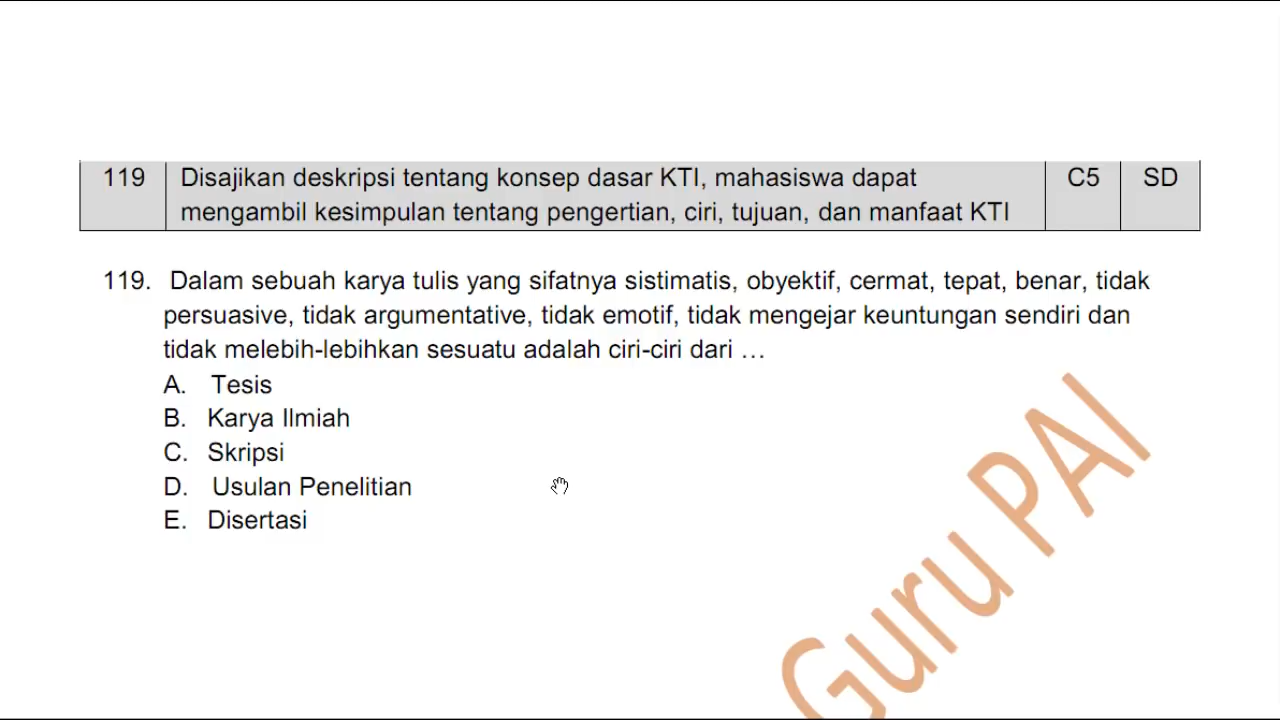 119 Disajikan deskripsi tentang konsep dasar KTI, mahasiswa dapat C5 SD
mengambil kesimpulan tentang pengertian, ciri, tujuan, dan manfaat KTI
119. Dalam sebuah karya tulis yang sifatnya sistimatis, obyektif, cermat, tepat, benar, tidak
persuasive, tidak argumentative, tidak emotif, tidak mengejar keuntungan sendiri dan
tidak melebih-lebihkan sesuatu adalah ciri-ciri dari …
A. Tesis
B. Karya Ilmiah
C. Skripsi
D. Usulan Penelitian
E. Disertasi
Guru PAI